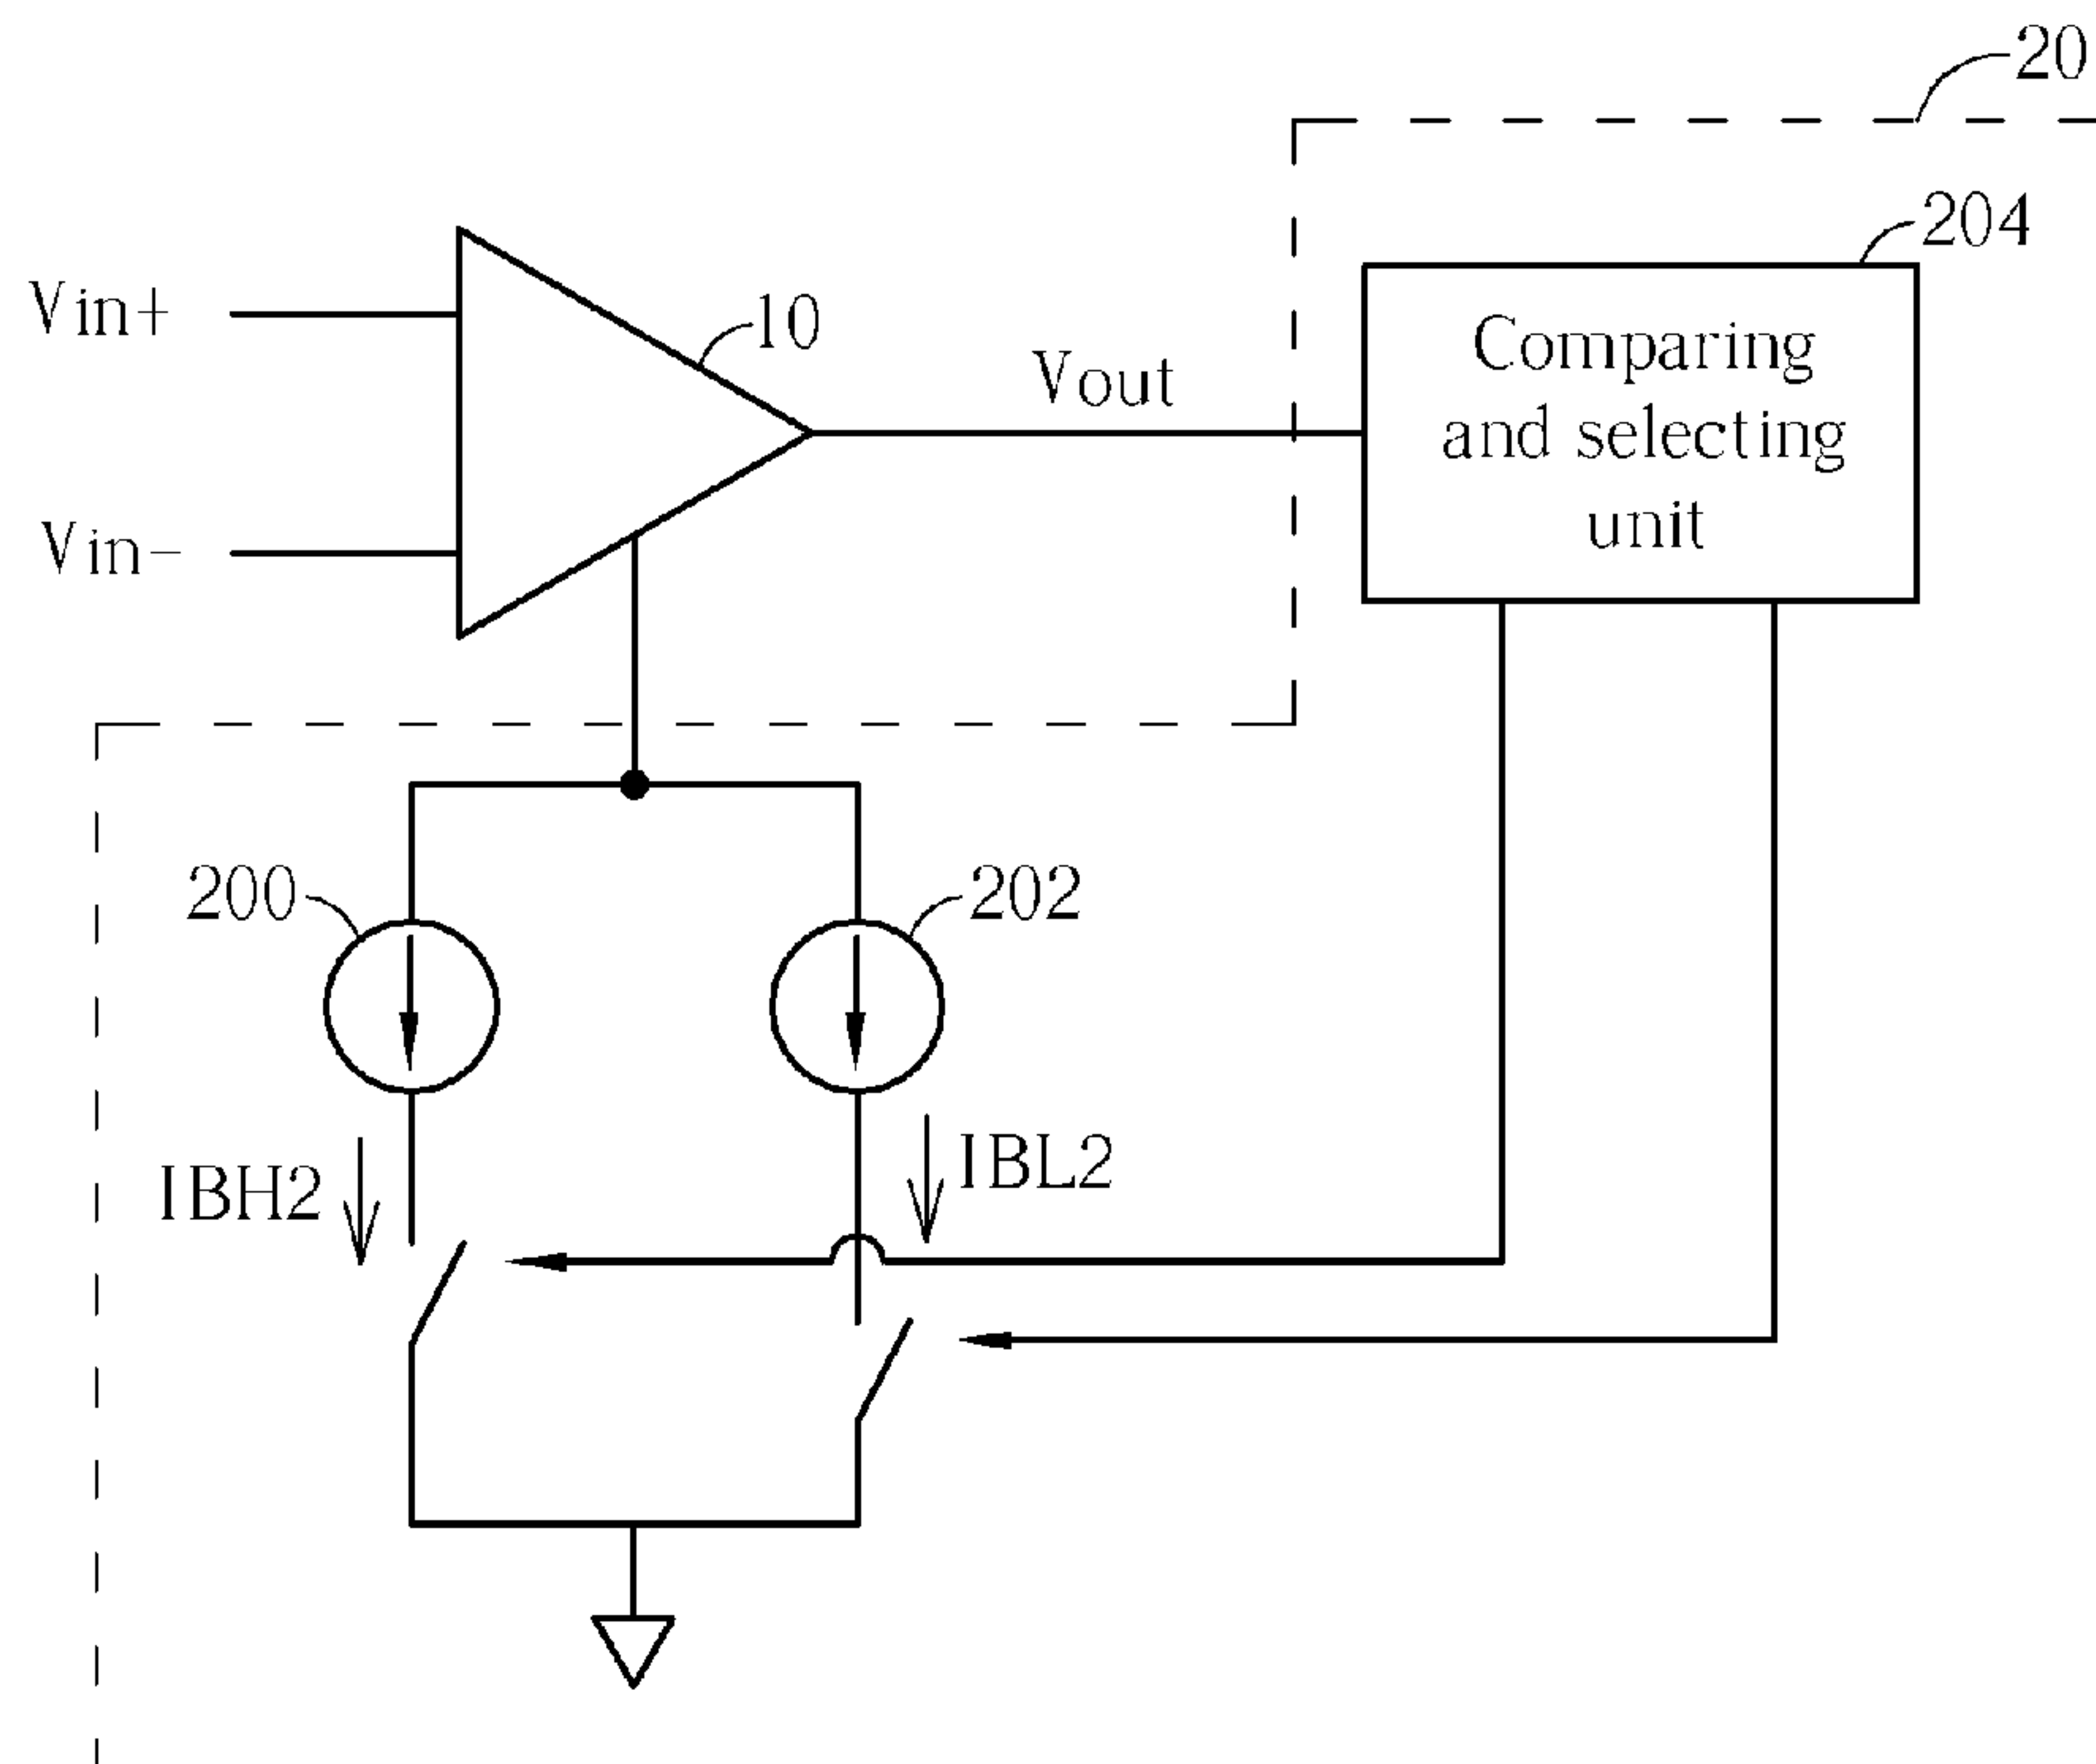 20
204
Vin+
10
Comparing
and selecting
unit
Vout
Vin−
200
202
IBH2
IBL2